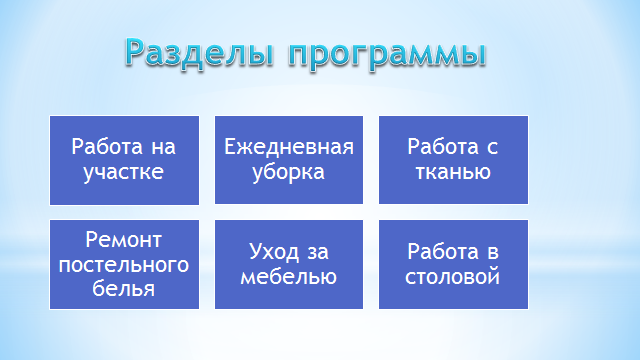 Разделы программы
Работа на
участке
Ежедневная
уборка
Работа с
тканью
Ремонт
постельного
белья
Уход за
мебелью
Работа в
столовой